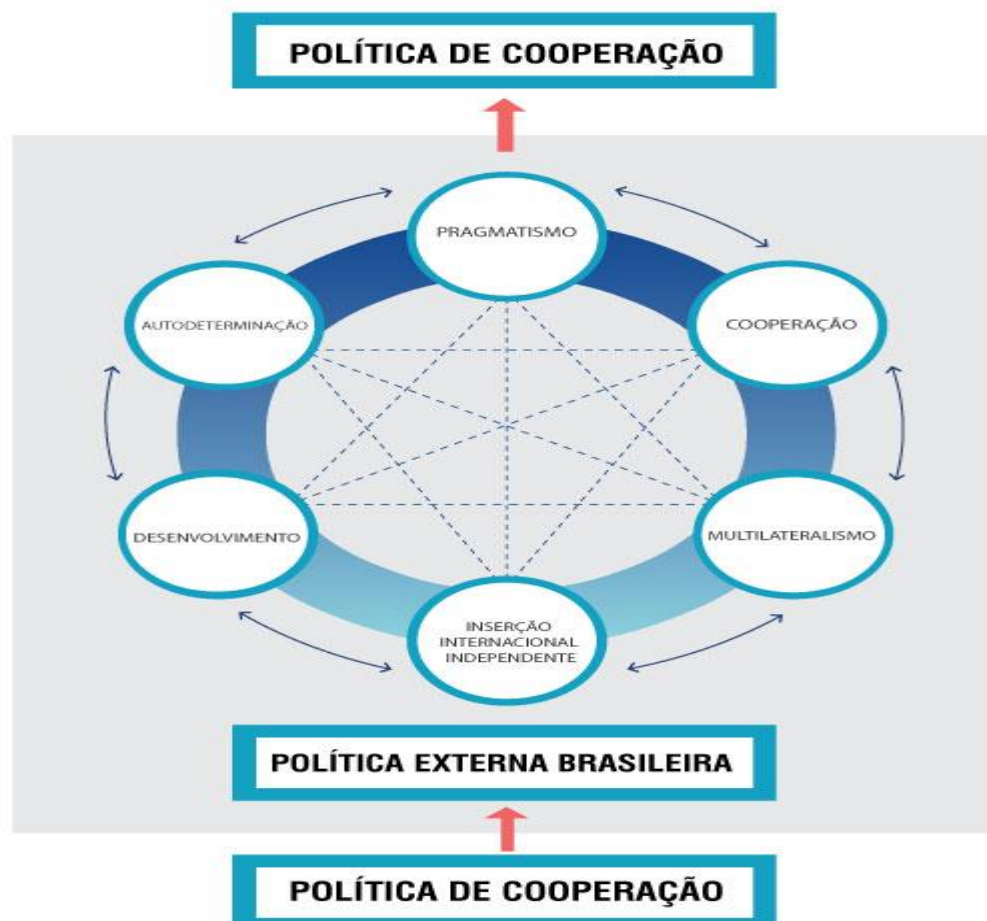 POLÍTICA DE COOPERAÇÃO
PRAGMATISMO
AUTODETERMINAÇÃO
COOPERAÇÃO
DESENVOLVIMENTO
MULTILATERALISMO
INSERÇÃO
INTERNACIONAL
INDEPENDENTE
POLÍTICA EXTERNA BRASILEIRA
POLÍTICA DE COOPERAÇÃO